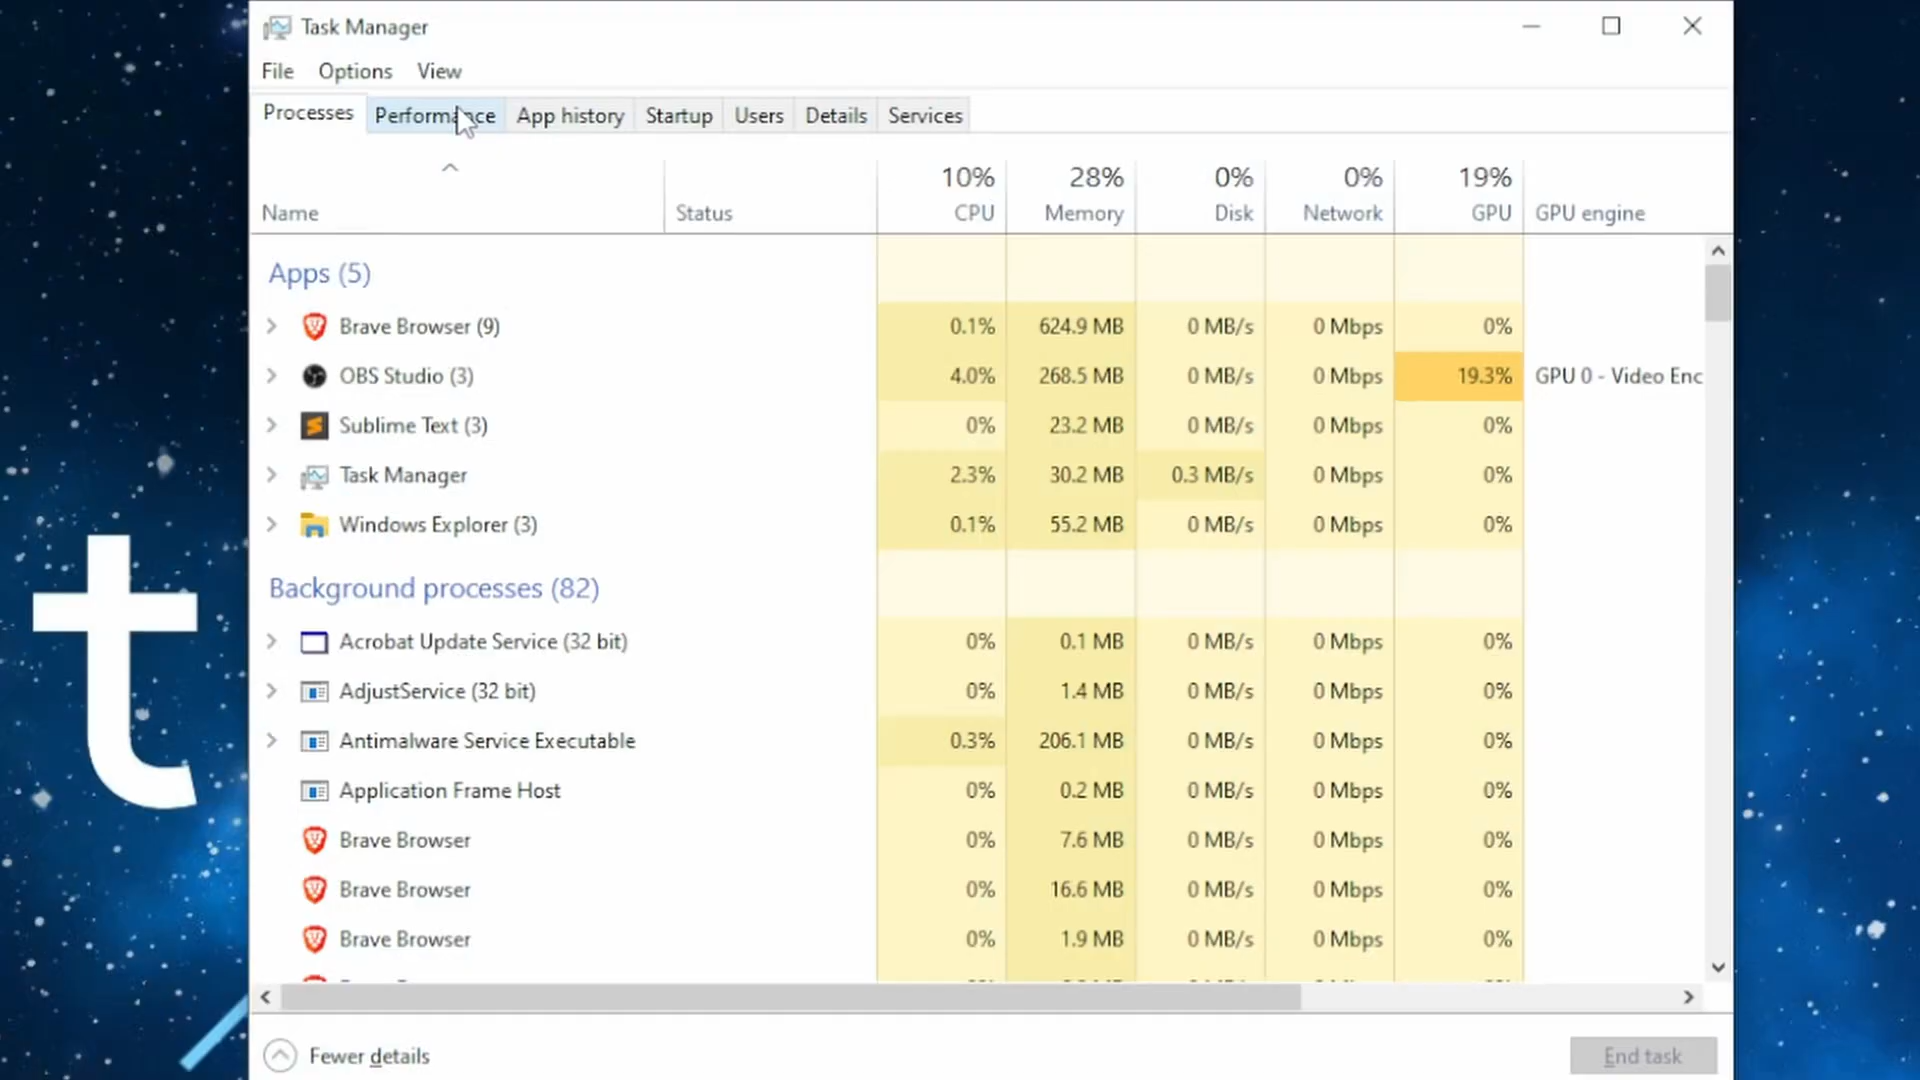 Task Manager
File Options View
Processes Performance App history Startup Users Details Services
10% 28% 0% 0% 19%
Name Status CPU Memory Disk Network GPU GPU engine
Apps (5)
Brave Browser (9) 0.1% 624.9 MB 0 MB/s 0 Mbps 0%
OBS Studio (3) 4.0% 268.5 MB 0 MB/s 0 Mbps 19.3% GPU 0 - Video Enc
Sublime Text (3) 0% 23.2 MB 0 MB/s 0 Mbps 0%
Task Manager 2.3% 30.2 MB 0.3 MB/s 0 Mbps 0%
Windows Explorer (3) 0.1% 55.2 MB 0 MB/s 0 Mbps 0%
Background processes (82)
Acrobat Update Service (32 bit) 0% 0.1 MB 0 MB/s 0 Mbps 0%
AdjustService (32 bit) 0% 1.4 MB 0 MB/s 0 Mbps 0%
Antimalware Service Executable 0.3% 206.1 MB 0 MB/s 0 Mbps 0%
Application Frame Host 0% 0.2 MB 0 MB/s 0 Mbps 0%
Brave Browser 0% 7.6 MB 0 MB/s 0 Mbps 0%
Brave Browser 0% 16.6 MB 0 MB/s 0 Mbps 0%
Brave Browser 0% 1.9 MB 0 MB/s 0 Mbps 0%
Fewer details End task
t